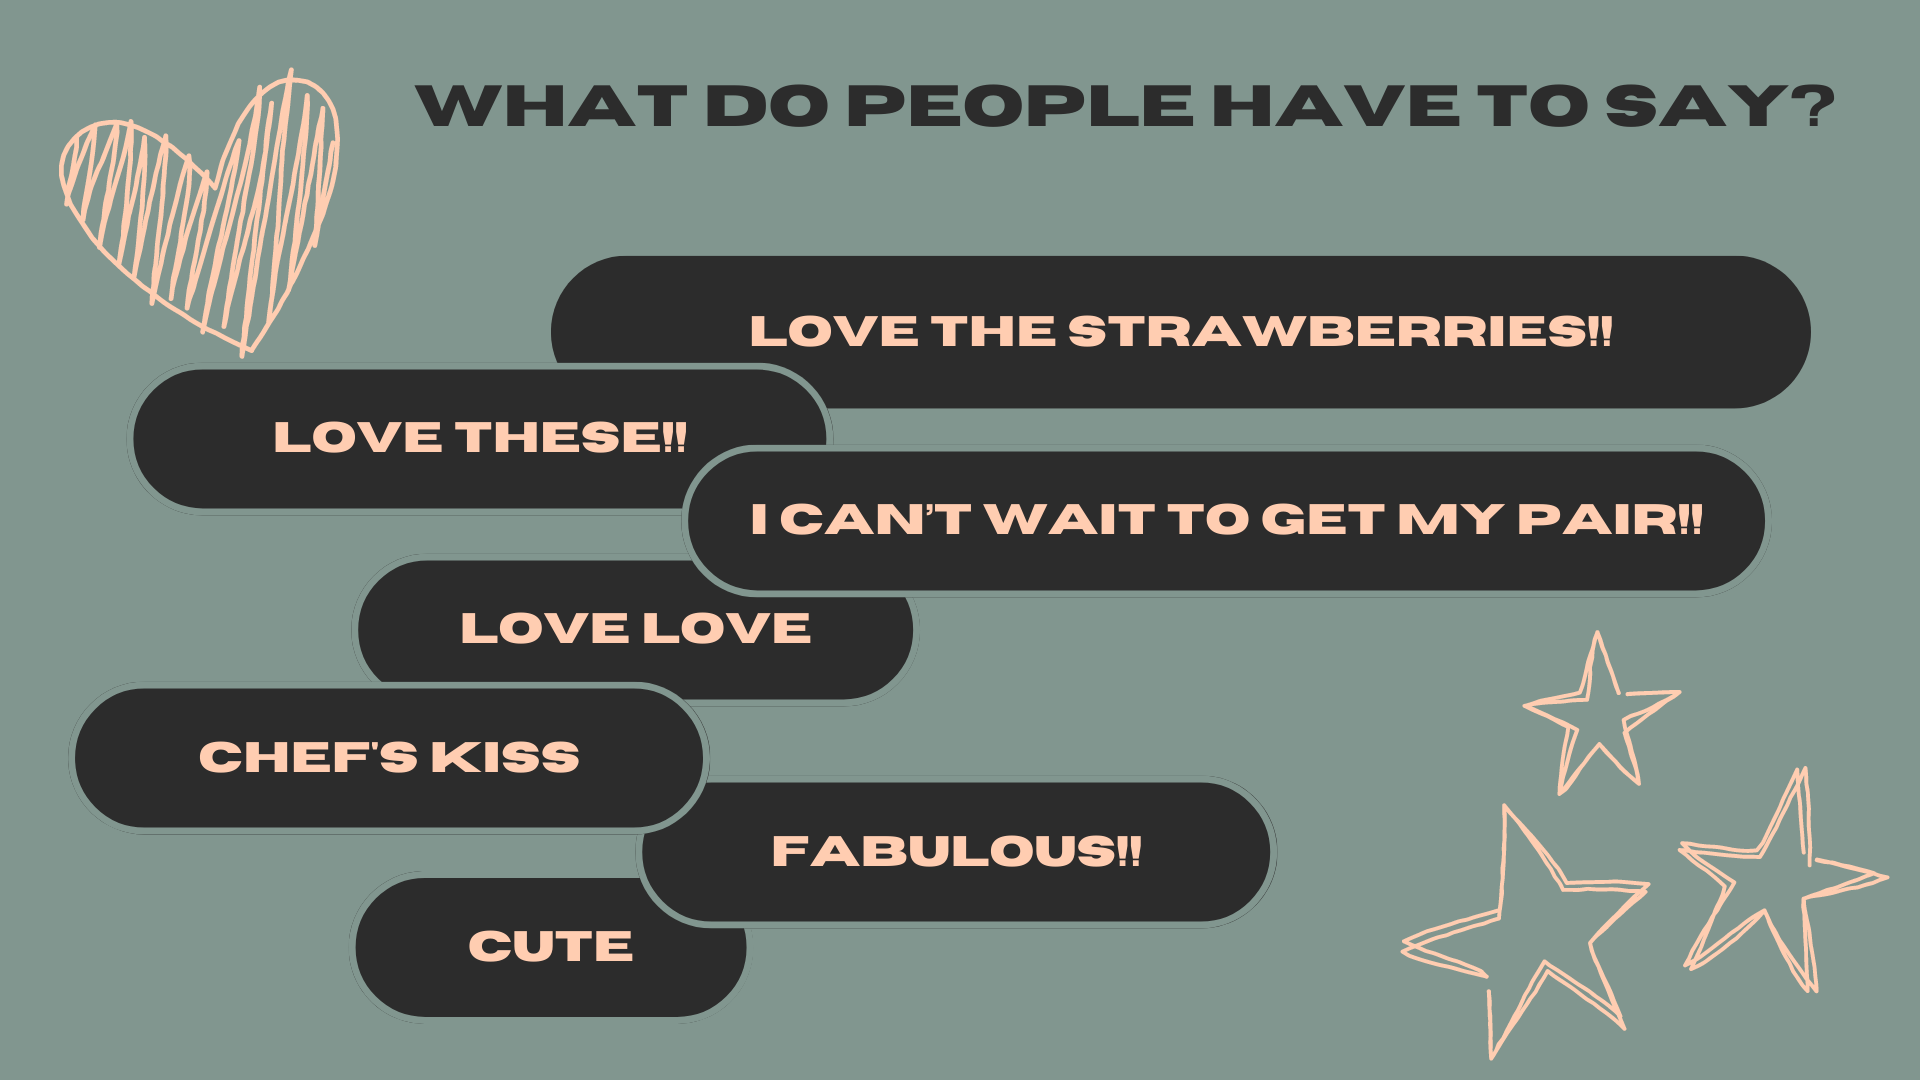 WHAT DO PEOPLE HAVE TO SAY?
LOVE THE STRAWBERRIES!!
LOVE THESE!!
I CAN'T WAIT TO GET MY PAIR!!
LOVE LOVE
CHEF'S KISS
FABULOUS!!
CUTE